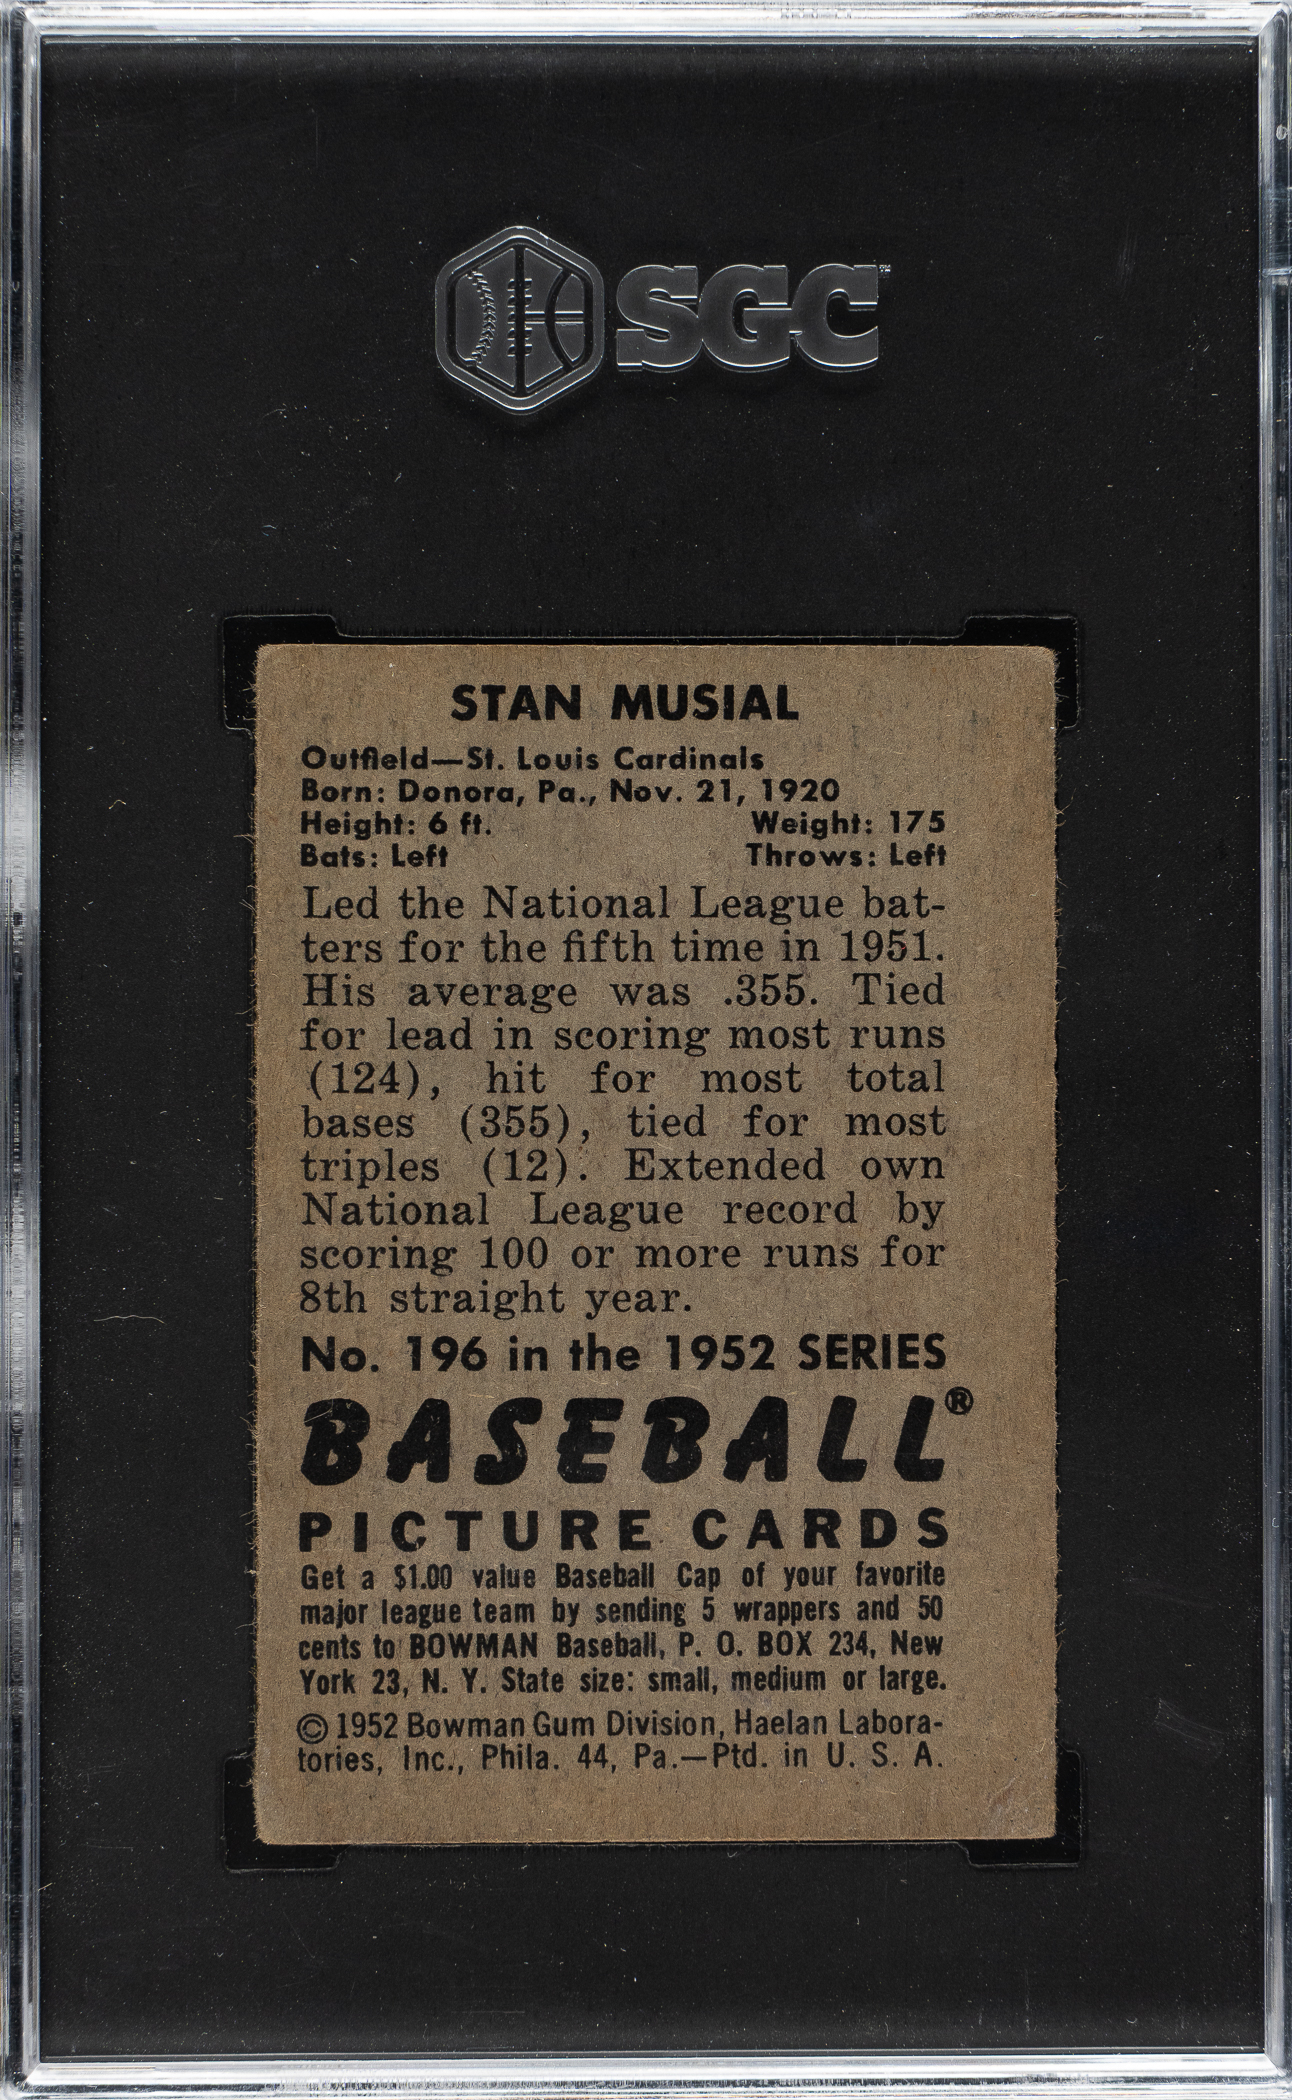 SGC™
STAN MUSIAL
Outfield—St. Louis Cardinals
Born: Donora, Pa., Nov. 21, 1920
Height: 6 ft. Weight: 175
Bats: Left Throws: Left
Led the National League bat-
ters for the fifth time in 1951.
His average was .355. Tied
for lead in scoring most runs
(124), hit for most total
bases (355), tied for most
triples (12). Extended own
National League record by
scoring 100 or more runs for
8th straight year.
No. 196 in the 1952 SERIES
BASEBALL®
PICTURE CARDS
Get a $1.00 value Baseball Cap of your favorite
major league team by sending 5 wrappers and 50
cents to BOWMAN Baseball, P. O. BOX 234, New
York 23, N. Y. State size: small, medium or large.
© 1952 Bowman Gum Division, Haelan Labora-
tories, Inc., Phila. 44, Pa.—Ptd. in U. S. A.